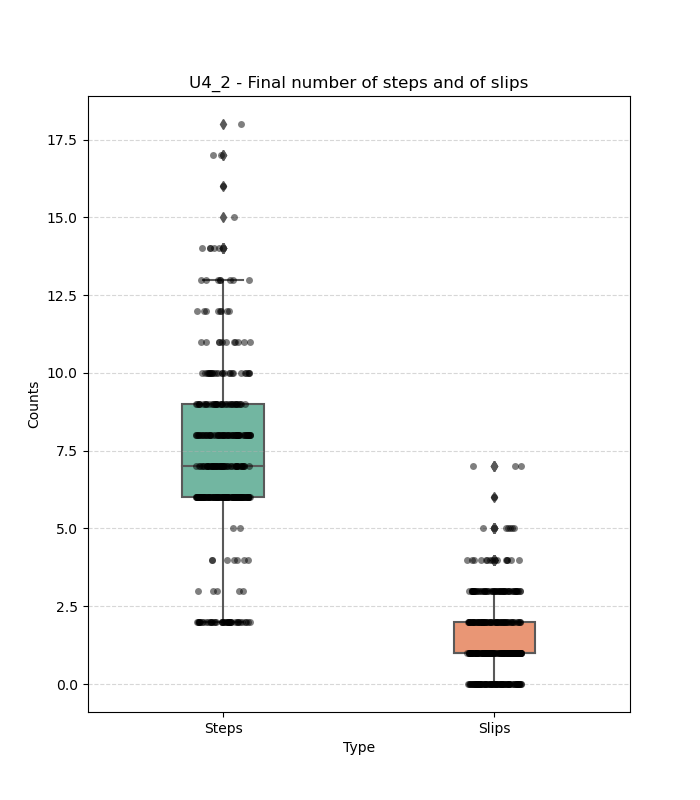 U4_2 - Final number of steps and of slips
17.5
15.0
12.5
10.0
7.5
5.0
2.5
0.0
Counts
Steps Slips
Type